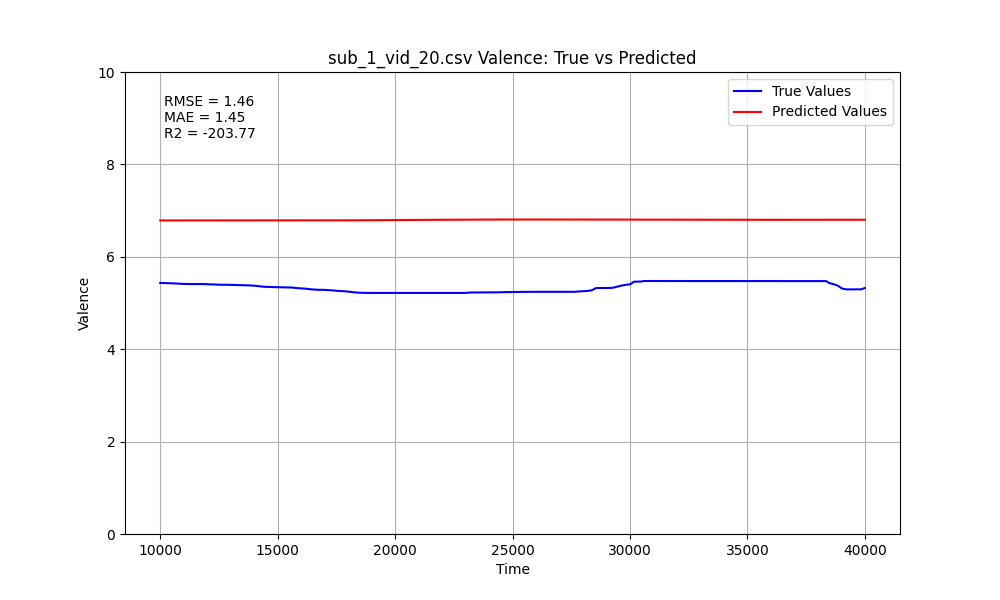 sub_1_vid_20.csv Valence: True vs Predicted
RMSE = 1.46
MAE = 1.45
R2 = -203.77
True Values
Predicted Values
10
8
6
4
2
0
Valence
10000 15000 20000 25000 30000 35000 40000
Time